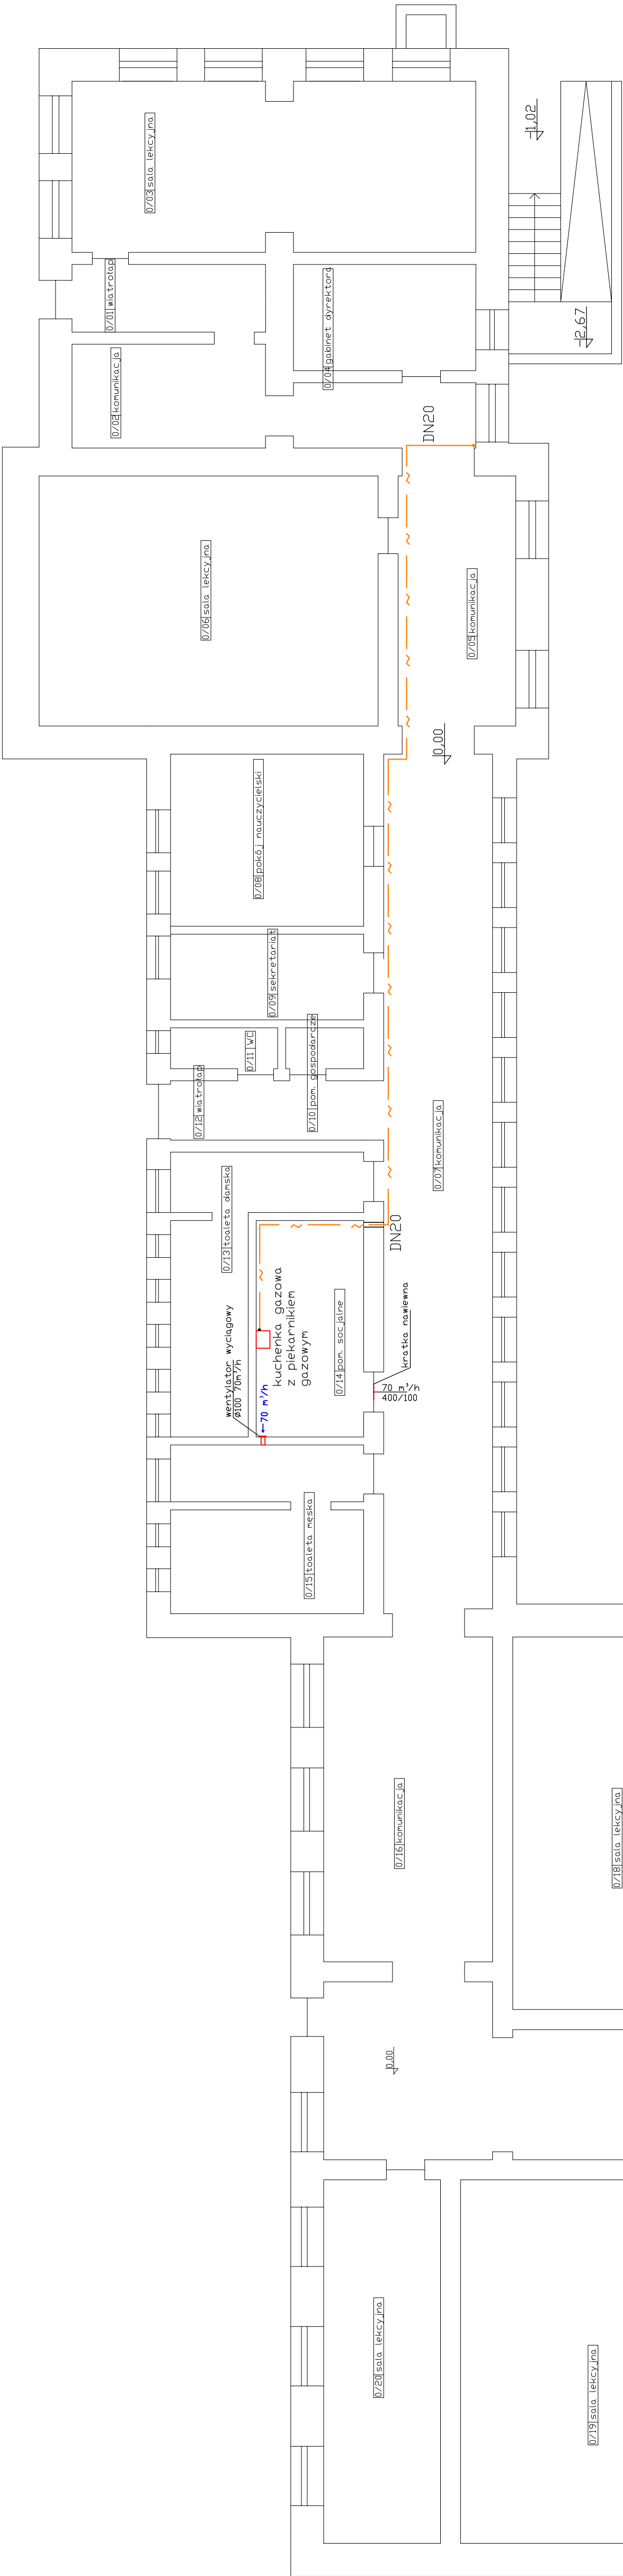 -1,02
0/03 sala lekcyjna
0/01 wiatrołap
0/04 gabinet dyrektora
-2,67
0/02 komunikacja
DN20
0/06 sala lekcyjna
0/05 komunikacja
0,00
0/08 pokój nauczycielski
0/09 sekretariat
0/11 WC
0/10 pom. gospodarcze
0/12 wiatrołap
0/07 komunikacja
0/13 toaleta damska
DN20
kuchenka gazowa
z piekarnikiem
gazowym
0/14 pom. socjalne
wentylator wyciągowy
ø100 70m³/h
70 m³/h
kratka nawiewna
70 m³/h
400/100
0/15 toaleta męska
0/16 komunikacja
0/18 sala lekcyjna
0,00
0/20 sala lekcyjna
0/19 sala lekcyjna